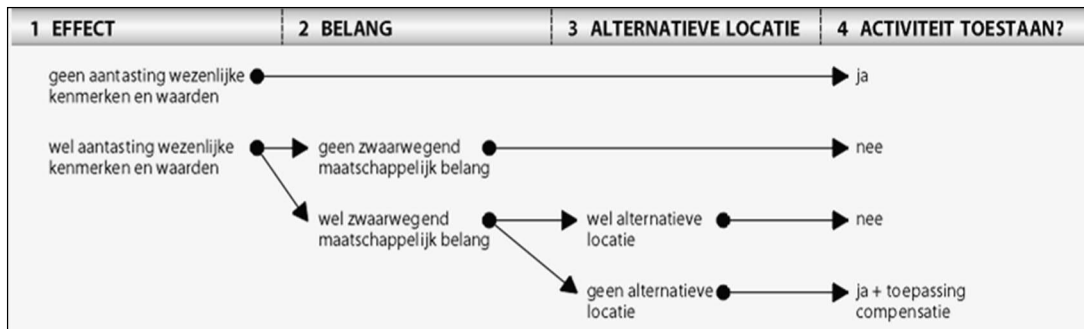 1 EFFECT
2 BELANG
3 ALTERNATIEVE LOCATIE
4 ACTIVITEIT TOESTAAN?
geen aantasting wezenlijke
kenmerken en waarden
ja
wel aantasting wezenlijke
kenmerken en waarden
geen zwaarwegend
maatschappelijk belang
nee
wel zwaarwegend
maatschappelijk belang
wel alternatieve
locatie
nee
geen alternatieve
locatie
ja + toepassing
compensatie